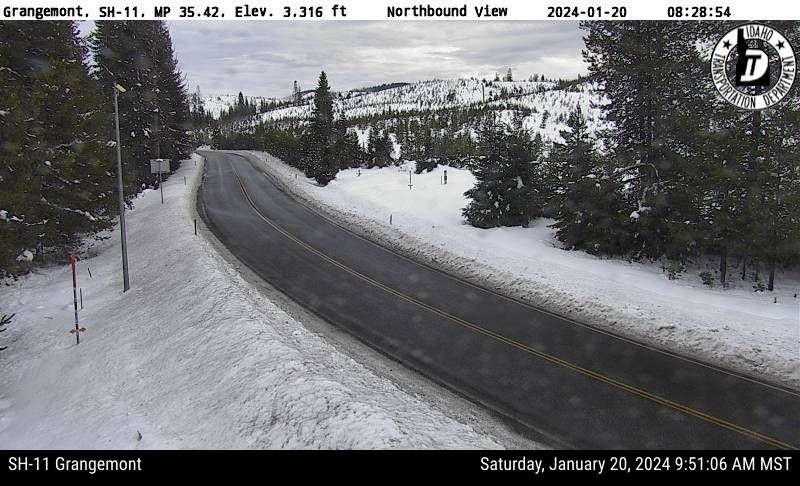 Grangemont, SH-11, MP 35.42, Elev. 3,316 ft Northbound View 2024-01-20 08:28:54
IDAHO
TRANSPORTATION DEPARTMENT
SH-11 Grangemont Saturday, January 20, 2024 9:51:06 AM MST